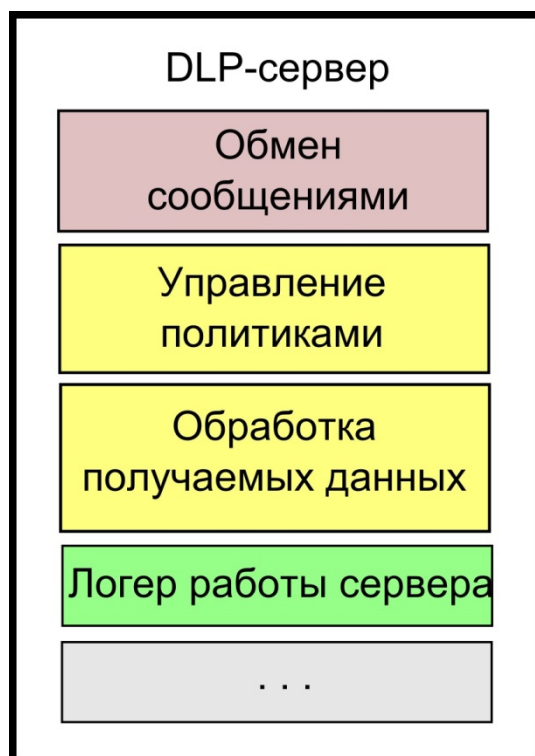 DLP-сервер
Обмен
сообщениями
Управление
политиками
Обработка
получаемых данных
Логер работы сервера
. . .